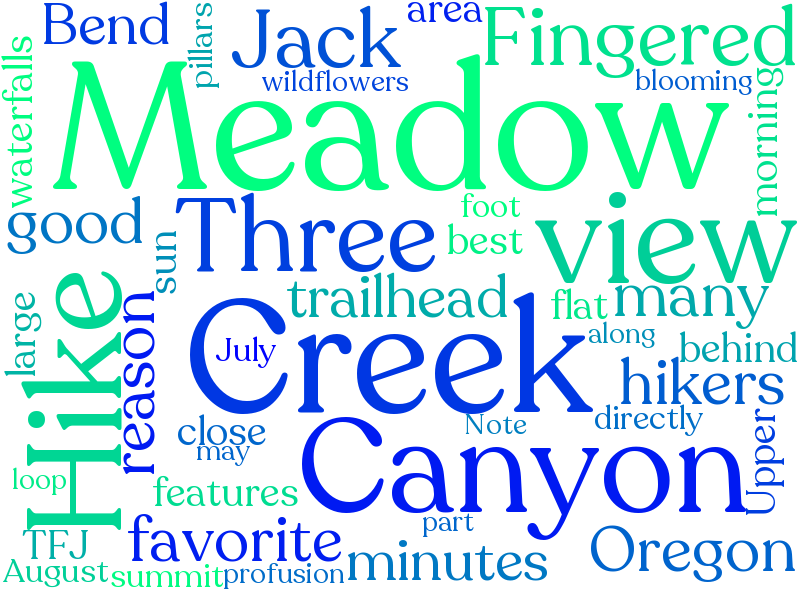 Bend
pillars
Jack
area
Fingered
waterfalls
wildflowers
blooming
Meadow
morning
good
Three
foot
best
view
sun
large
Hike
reason
trailhead
flat
many
July
Creek
along
behind
hikers
close
may
Note
directly
Upper
loop
features
Canyon
TFJ
favorite
part
minutes
Oregon
August
summit
profusion